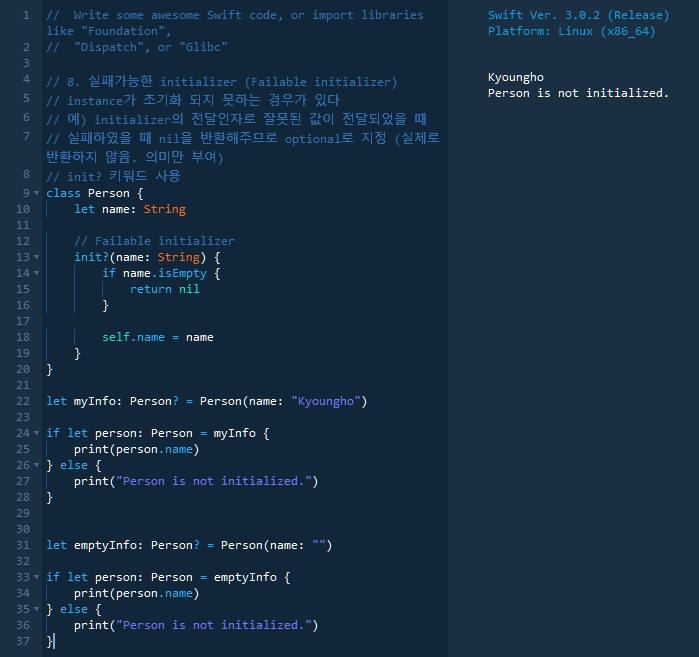 1 //  Write some awesome Swift code, or import libraries
like "Foundation",
2 //  "Dispatch", or "Glibc"
3
4 // 8. 실패가능한 initializer (Failable initializer)
5 // instance가 초기화 되지 못하는 경우가 있다
6 // 예) initializer의 전달인자로 잘못된 값이 전달되었을 때
7 // 실패하였을 때 nil을 반환해주므로 optional로 지정 (실제로
반환하지 않음. 의미만 부여)
8 // init? 키워드 사용
9 class Person {
10     let name: String
11
12     // Failable initializer
13     init?(name: String) {
14         if name.isEmpty {
15             return nil
16         }
17
18         self.name = name
19     }
20 }
21
22 let myInfo: Person? = Person(name: "Kyoungho")
23
24 if let person: Person = myInfo {
25     print(person.name)
26 } else {
27     print("Person is not initialized.")
28 }
29
30
31 let emptyInfo: Person? = Person(name: "")
32
33 if let person: Person = emptyInfo {
34     print(person.name)
35 } else {
36     print("Person is not initialized.")
37 }
Swift Ver. 3.0.2 (Release)
Platform: Linux (x86_64)
Kyoungho
Person is not initialized.